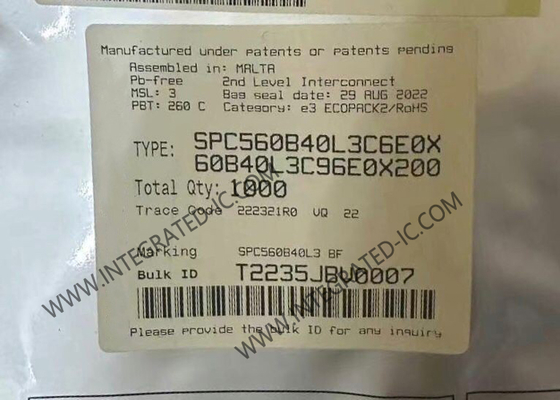 Manufactured under patents or patents pending
Assembled in: MALTA
Pb-free 2nd Level Interconnect
MSL: 3 Bag seal date: 29 AUG 2022
PBT: 260 C Category: e3 ECOPACK2/RoHS
TYPE: SPC560B40L3C6E0X
60B40L3C96E0X200
Total Qty: 1000
Trace Code 222321R0 VQ 22
Marking SPC560B40L3 BF
Bulk ID T2235JBV0007
Please provide the bulk ID for any inquiry
WWW.INTEGRATED-IC.COM
WWW.INTEGRATED-IC.COM